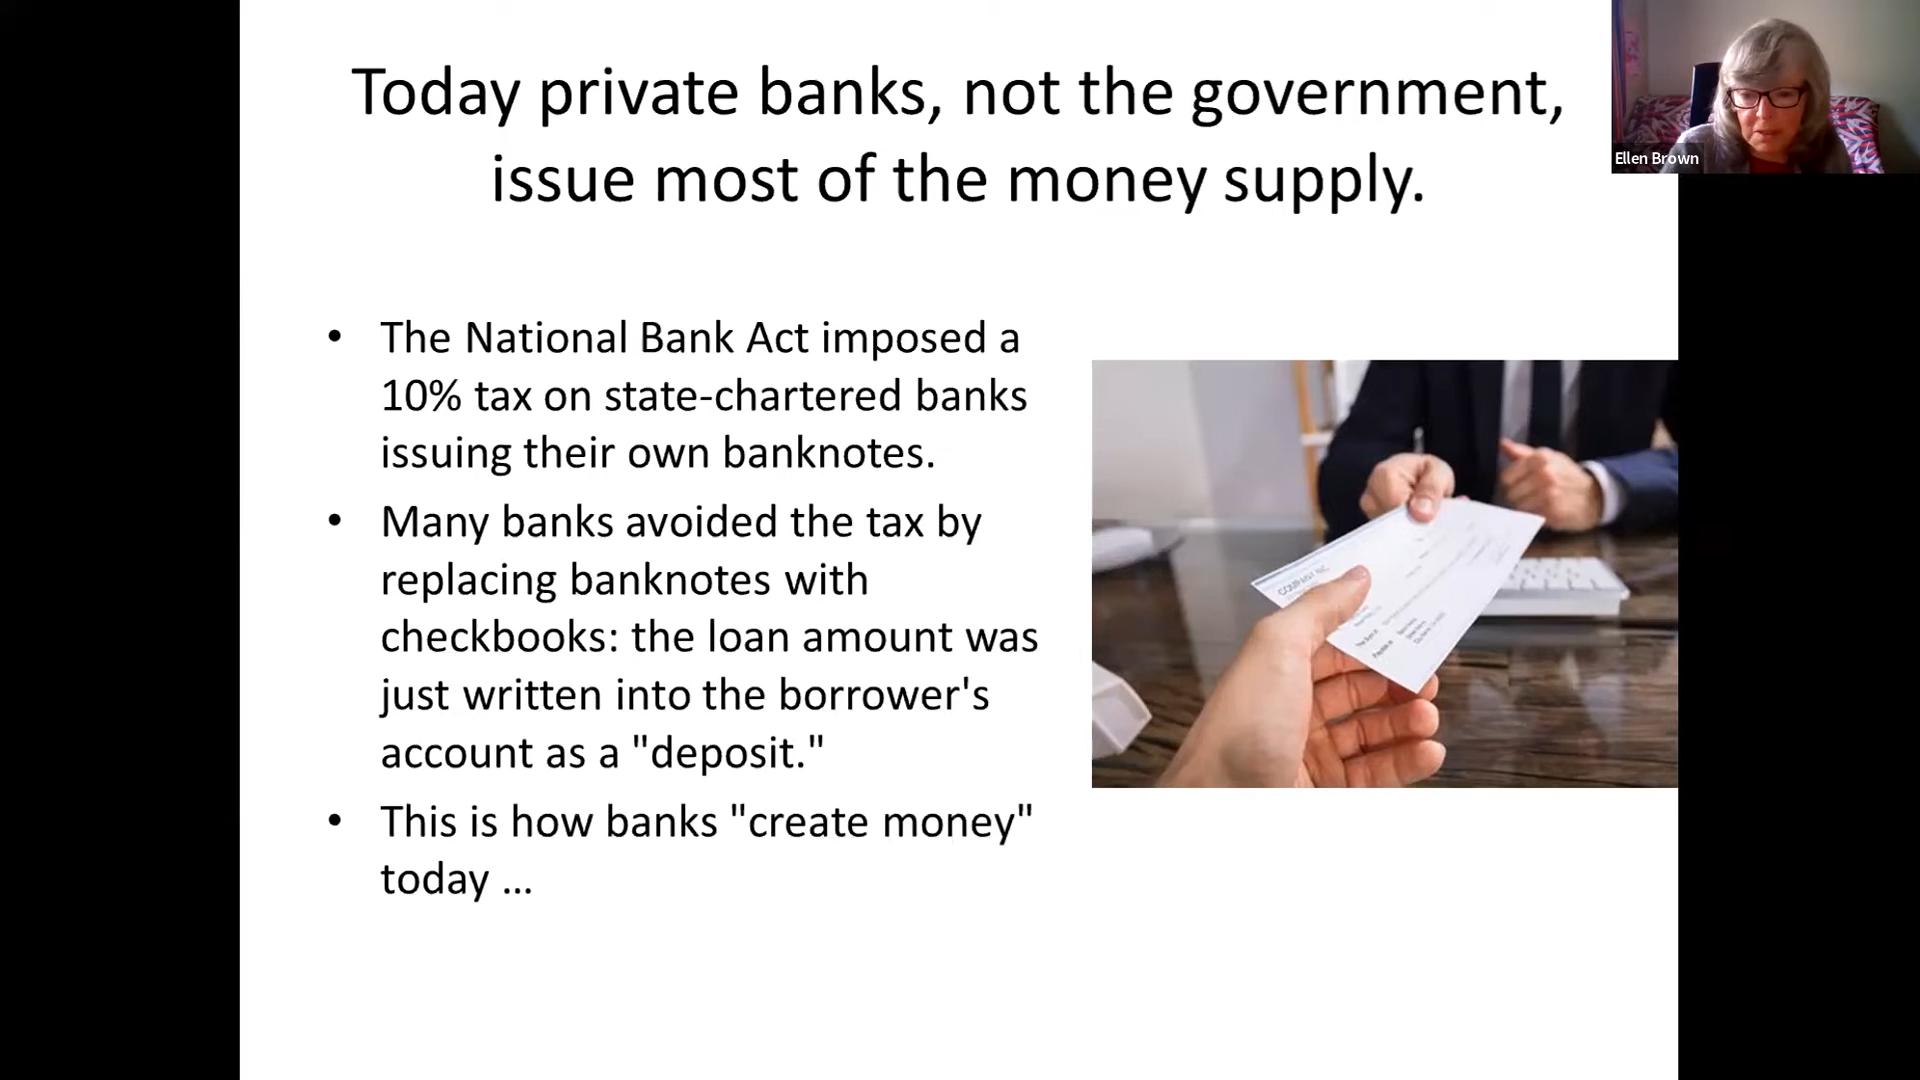 Today private banks, not the government,
issue most of the money supply.
Ellen Brown
• The National Bank Act imposed a
10% tax on state-chartered banks
issuing their own banknotes.
• Many banks avoided the tax by
replacing banknotes with
checkbooks: the loan amount was
just written into the borrower's
account as a "deposit."
• This is how banks "create money"
today ...